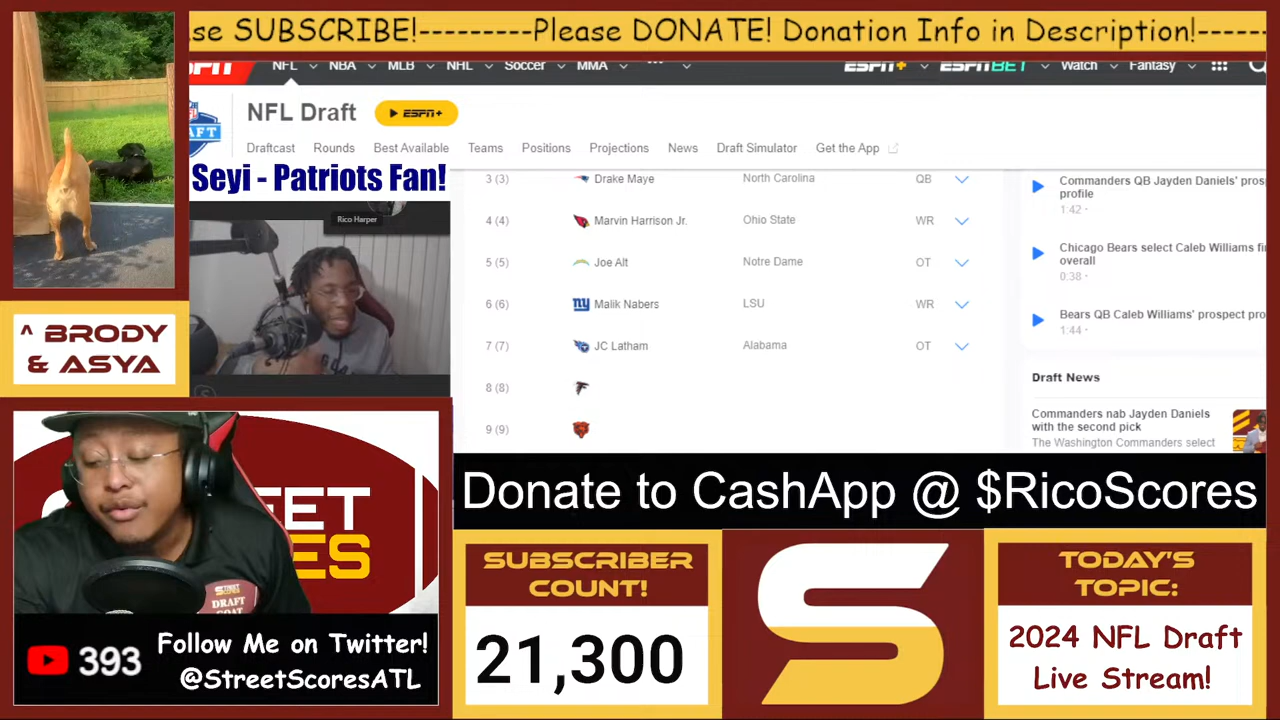 se SUBSCRIBE!---------Please DONATE! Donation Info in Description!------
NFL NBA MLB NHL Soccer MMA ... ESPN+ ESPN BET Watch Fantasy
NFL Draft ESPN+
Draftcast Rounds Best Available Teams Positions Projections News Draft Simulator Get the App
Seyi - Patriots Fan!
Rico Harper
3 (3) Drake Maye North Carolina QB
4 (4) Marvin Harrison Jr. Ohio State WR
5 (5) Joe Alt Notre Dame OT
6 (6) Malik Nabers LSU WR
7 (7) JC Latham Alabama OT
8 (8)
9 (9)
Commanders QB Jayden Daniels' prosp
profile
1:42 ·
Chicago Bears select Caleb Williams fi
overall
0:38 ·
Bears QB Caleb Williams' prospect pro
1:44 ·
Draft News
Commanders nab Jayden Daniels
with the second pick
The Washington Commanders select
^ BRODY
& ASYA
STREET
SCORES
DRAFT
GOAT
393
Follow Me on Twitter!
@StreetScoresATL
Donate to CashApp @ $RicoScores
SUBSCRIBER
COUNT!
21,300
S
TODAY'S
TOPIC:
2024 NFL Draft
Live Stream!